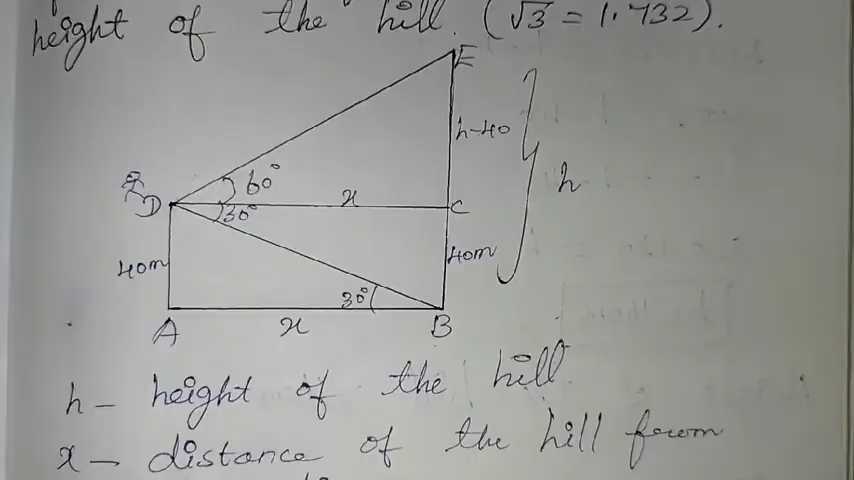 height of the hill. (√3 = 1.732).
E
h-40
60°
h
D
30°
x
C
40m
40m
30°
A
x
B
h - height of the hill
x - distance of the hill from